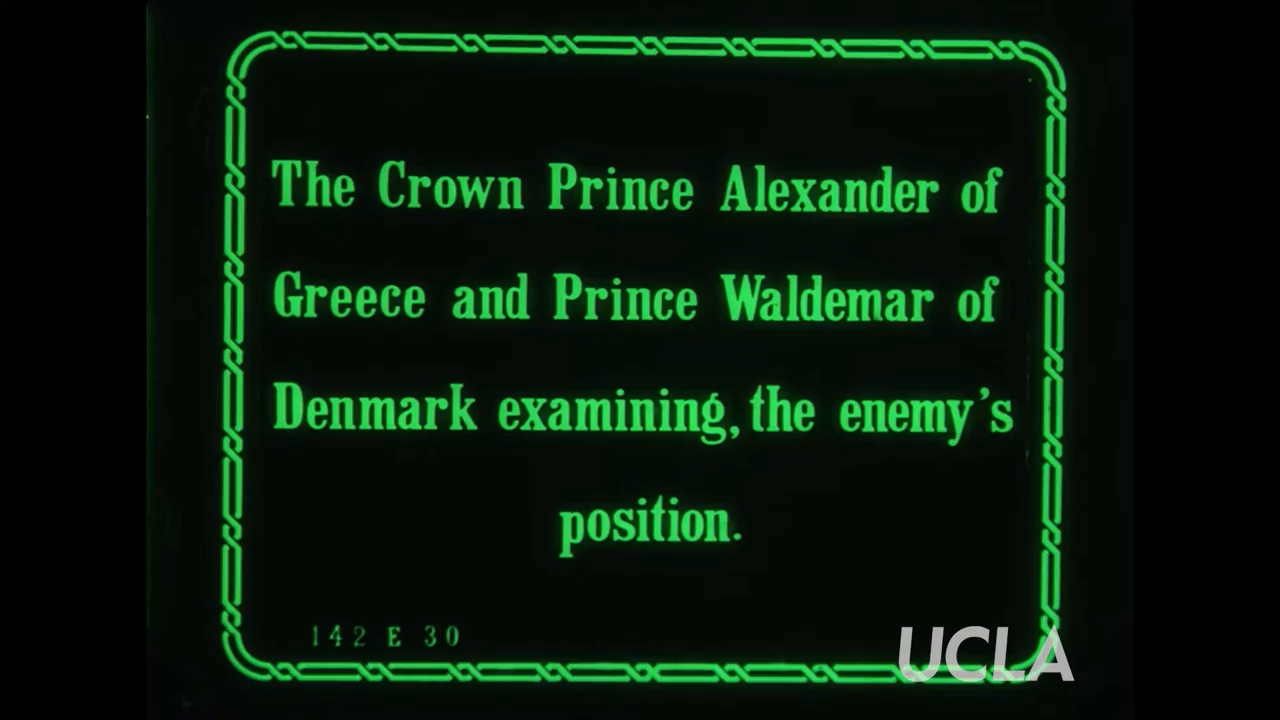 The Crown Prince Alexander of
Greece and Prince Waldemar of
Denmark examining, the enemy's
position.
142 E 30
UCLA